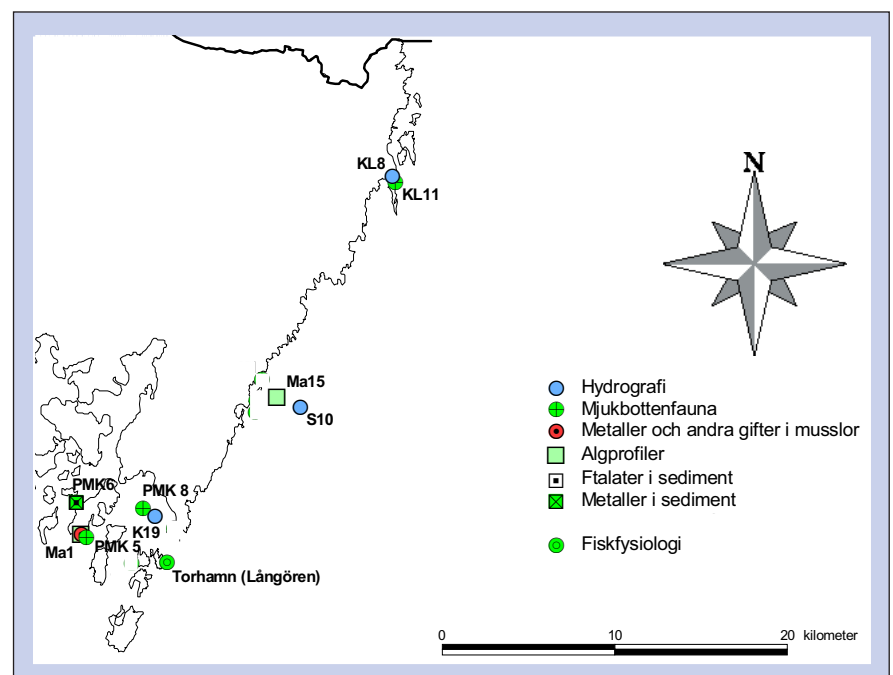 N
KL8
KL11
Ma15
S10
Hydrografi
Mjukbottenfauna
Metaller och andra gifter i musslor
Algprofiler
Ftalater i sediment
Metaller i sediment
Fiskfysiologi
PMK6
PMK 8
K19
Ma1
PMK 5
Torhamn (Långören)
0 10 20 kilometer